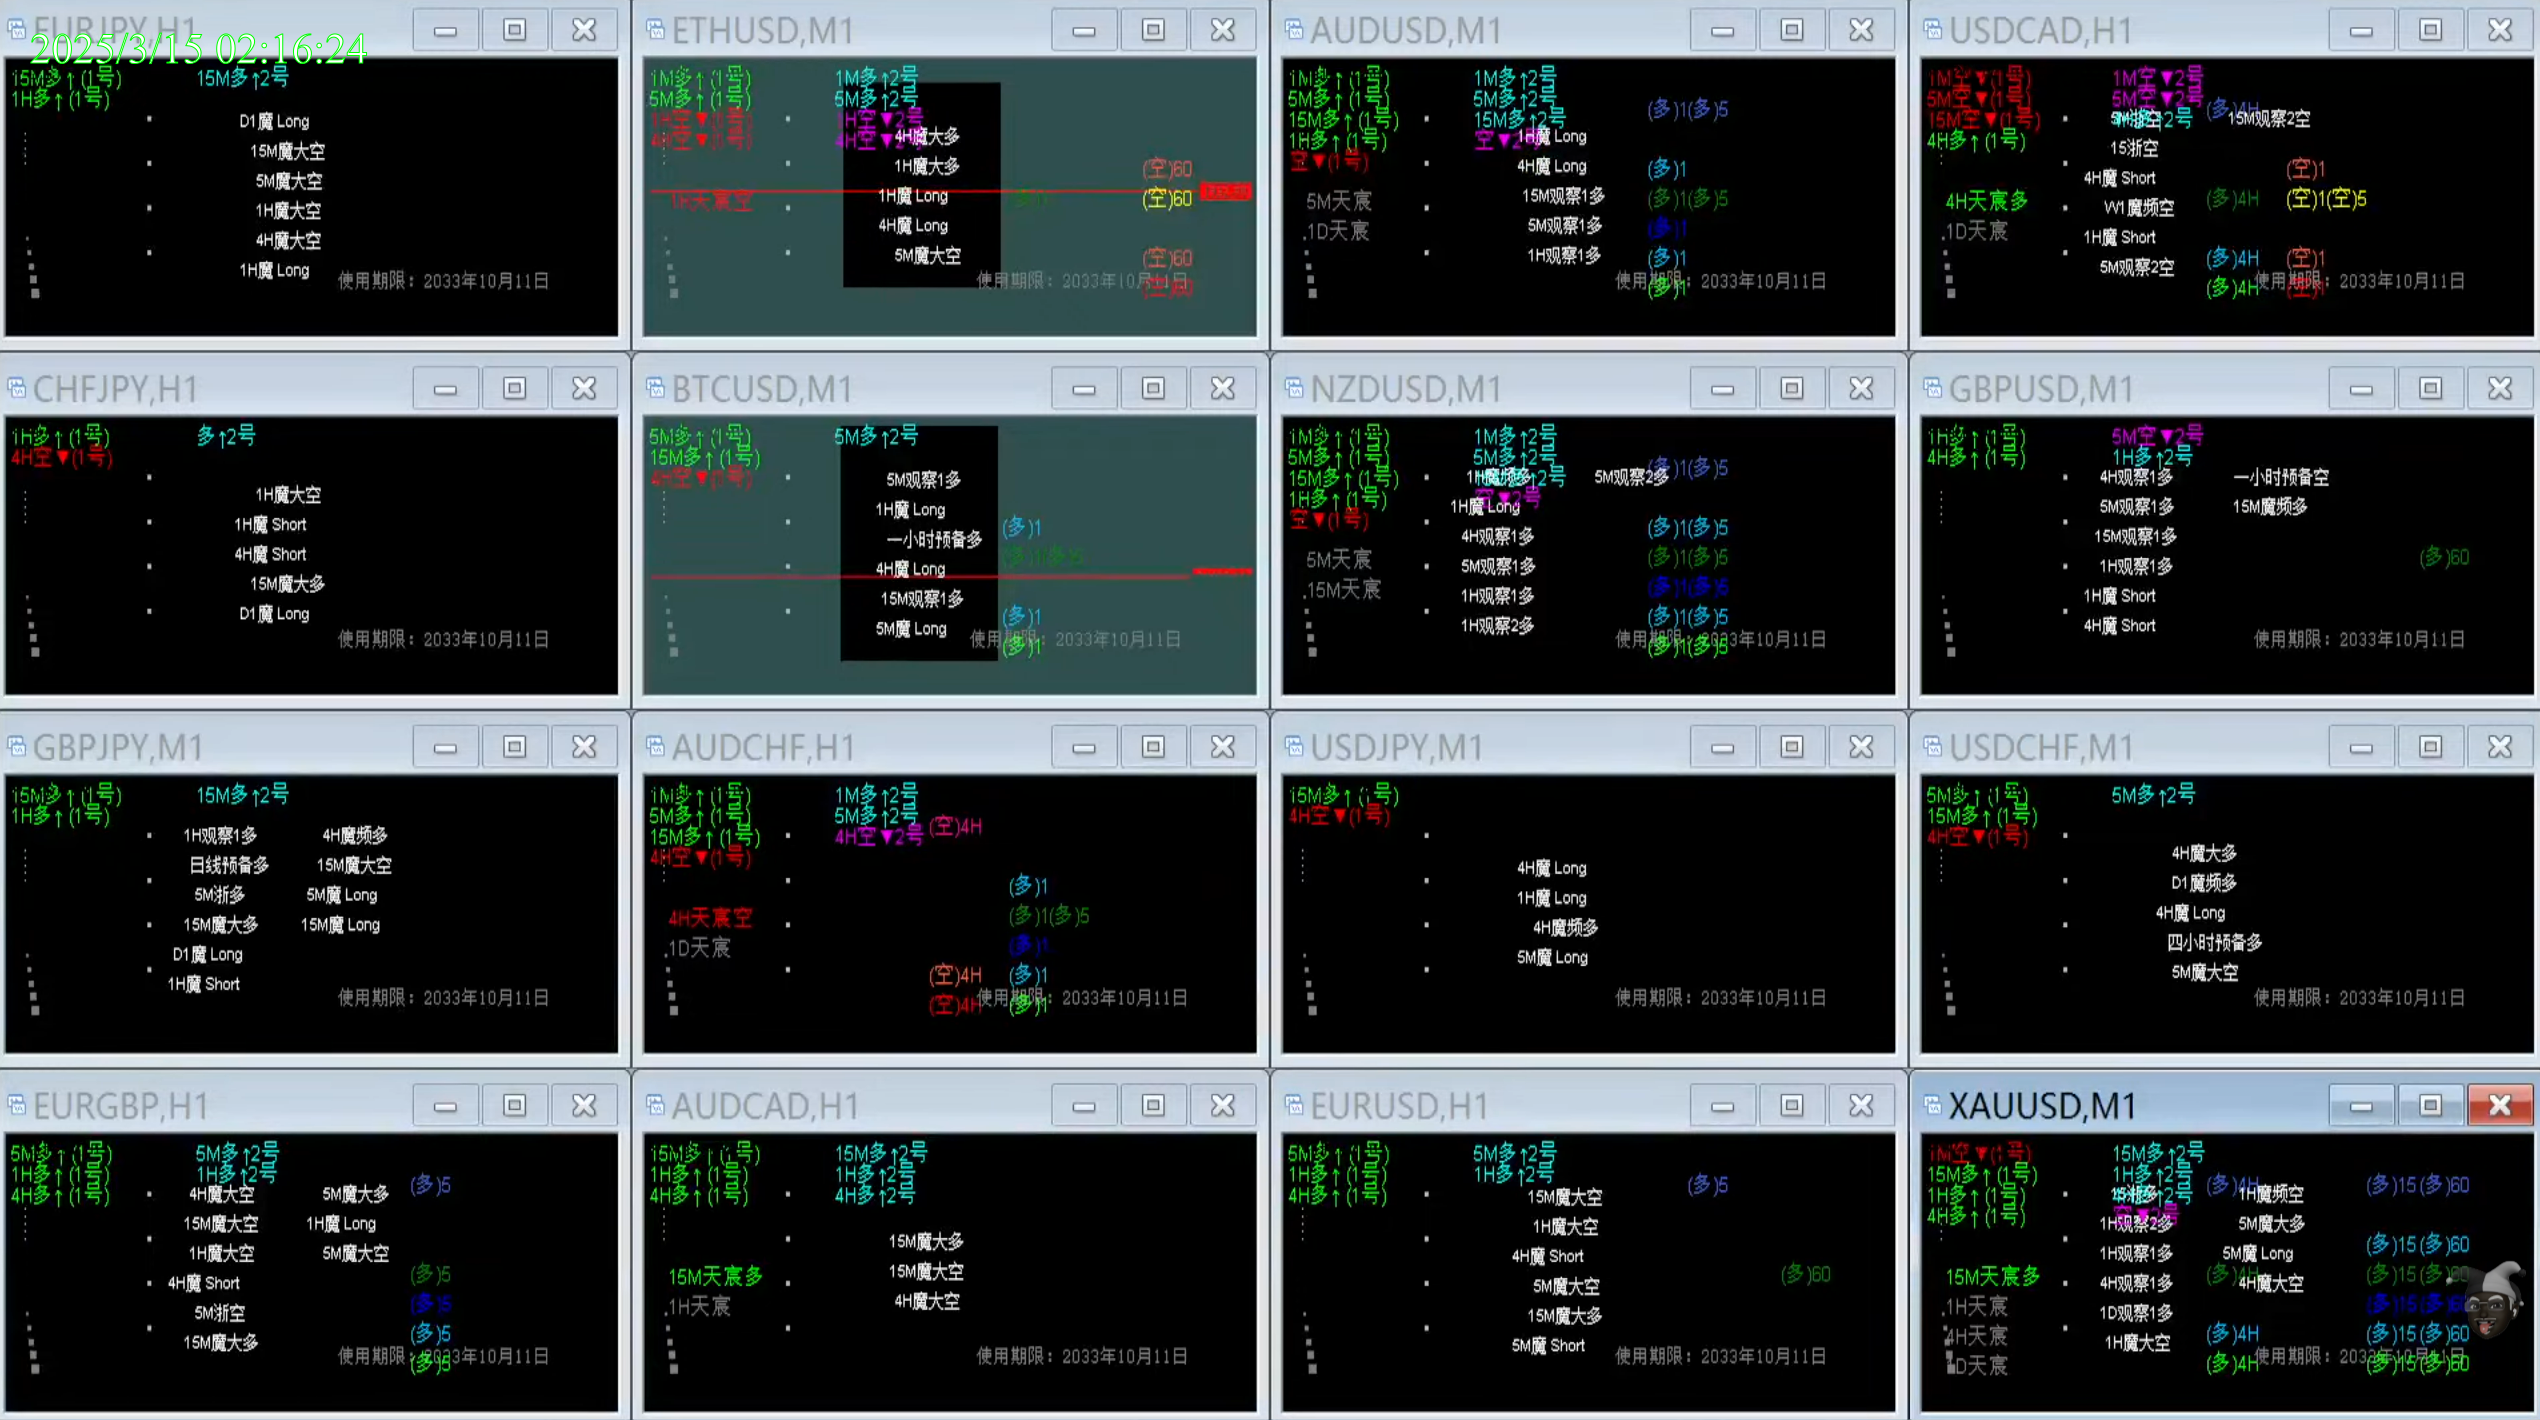 EURJPY,H1
2025/3/15 02:16:24
15M多↑(1号) 15M多↑2号
1H多↑(1号)
D1魔 Long
15M魔大空
5M魔大空
1H魔大空
4H魔大空
1H魔 Long
使用期限：2033年10月11日
ETHUSD,M1
1M多↑(1号) 1M多↑2号
5M多↑(1号) 5M多↑2号
1H空▼(1号) 1H空▼2号
4H空▼(1号) 4H空▼2号
4H魔大多
1H魔大多
(空)60
1H魔 Long
(空)60
4H魔 Long
5M魔大空
(空)60
使用期限：2033年10月11日
(空)60
AUDUSD,M1
1M多↑(1号) 1M多↑2号
5M多↑(1号) 5M多↑2号
(多)1(多)5
15M多↑(1号) 15M多↑2号
1H多↑(1号) 空▼2号
1H魔 Long
空▼(1号)
4H魔 Long (多)1
5M天宸 15M观察1多 (多)1(多)5
.1D天宸 5M观察1多 (多)1
1H观察1多 (多)1
使用期限：2033年10月11日
(多)1
USDCAD,H1
1M空▼(1号) 1M空▼2号
5M空▼(1号) 5M空▼2号
(多)4H
15M空▼(1号) 5M浙空 15M观察2空
4H多↑(1号)
15浙空
4H魔 Short (空)1
4H天宸多 W1魔频空 (多)4H (空)1(空)5
.1D天宸 1H魔 Short
5M观察2空 (多)4H (空)1
使用期限：2033年10月11日
(多)4H (空)1
CHFJPY,H1
1H多↑(1号) 多↑2号
4H空▼(1号)
1H魔大空
1H魔 Short
4H魔 Short
15M魔大多
D1魔 Long
使用期限：2033年10月11日
BTCUSD,M1
5M多↑(1号) 5M多↑2号
15M多↑(1号)
4H空▼(1号)
5M观察1多
1H魔 Long
(多)1
一小时预备多
(多)1(多)5
4H魔 Long
15M观察1多
(多)1
5M魔 Long
使用期限：2033年10月11日
(多)1
NZDUSD,M1
1M多↑(1号) 1M多↑2号
5M多↑(1号) 5M多↑2号
(多)1(多)5
15M多↑(1号) 1H魔频多 5M观察2多
1H多↑(1号) 空▼2号
1H魔 Long
空▼(1号)
4H观察1多 (多)1(多)5
5M天宸 5M观察1多 (多)1(多)5
.15M天宸 1H观察1多 (多)1(多)5
1H观察2多 (多)1(多)5
使用期限：2033年10月11日
(多)1(多)5
GBPUSD,M1
1H多↑(1号) 5M空▼2号
4H多↑(1号) 1H多↑2号
4H观察1多 一小时预备空
5M观察1多 15M魔频多
15M观察1多
(多)60
1H观察1多
1H魔 Short
4H魔 Short
使用期限：2033年10月11日
GBPJPY,M1
15M多↑(1号) 15M多↑2号
1H多↑(1号)
1H观察1多 4H魔频多
日线预备多 15M魔大空
5M浙多 5M魔 Long
15M魔大多 15M魔 Long
D1魔 Long
1H魔 Short
使用期限：2033年10月11日
AUDCHF,H1
1M多↑(1号) 1M多↑2号
5M多↑(1号) 5M多↑2号
15M多↑(1号) 4H空▼2号 (空)4H
4H空▼(1号)
(多)1
4H天宸空 (多)1(多)5
.1D天宸 (多)1
(空)4H (多)1
使用期限：2033年10月11日
(空)4H (多)1
USDJPY,M1
15M多↑(1号)
4H空▼(1号)
4H魔 Long
1H魔 Long
4H魔频多
5M魔 Long
使用期限：2033年10月11日
USDCHF,M1
5M多↑(1号) 5M多↑2号
15M多↑(1号)
4H空▼(1号)
4H魔大多
D1魔频多
4H魔 Long
四小时预备多
5M魔大空
使用期限：2033年10月11日
EURGBP,H1
5M多↑(1号) 5M多↑2号
1H多↑(1号) 1H多↑2号
4H多↑(1号) 4H魔大空 5M魔大多 (多)5
15M魔大空 1H魔 Long
1H魔大空 5M魔大空
4H魔 Short (多)5
5M浙空 (多)5
15M魔大多 (多)5
使用期限：2033年10月11日
(多)5
AUDCAD,H1
15M多↑(1号) 15M多↑2号
1H多↑(1号) 1H多↑2号
4H多↑(1号) 4H多↑2号
15M魔大多
15M天宸多 15M魔大空
.1H天宸 4H魔大空
使用期限：2033年10月11日
EURUSD,H1
5M多↑(1号) 5M多↑2号
1H多↑(1号) 1H多↑2号
4H多↑(1号) 15M魔大空 (多)5
1H魔大空
4H魔 Short
5M魔大空 (多)60
15M魔大多
5M魔 Short
使用期限：2033年10月11日
XAUUSD,M1
1M空▼(1号) 15M多↑2号
15M多↑(1号) 1H多↑2号
1H多↑(1号) (多)4H 1H魔频空 (多)15(多)60
4H多↑(1号) 1H观察2多 5M魔大多
1H观察1多 5M魔 Long (多)15(多)60
15M天宸多 4H观察1多 (多)4H 4H魔大空 (多)15(多)60
.1H天宸 1D观察1多 (多)15(多)60
.4H天宸 1H魔大空 (多)4H (多)15(多)60
使用期限：2033年10月11日
1D天宸 (多)4H (多)15(多)60